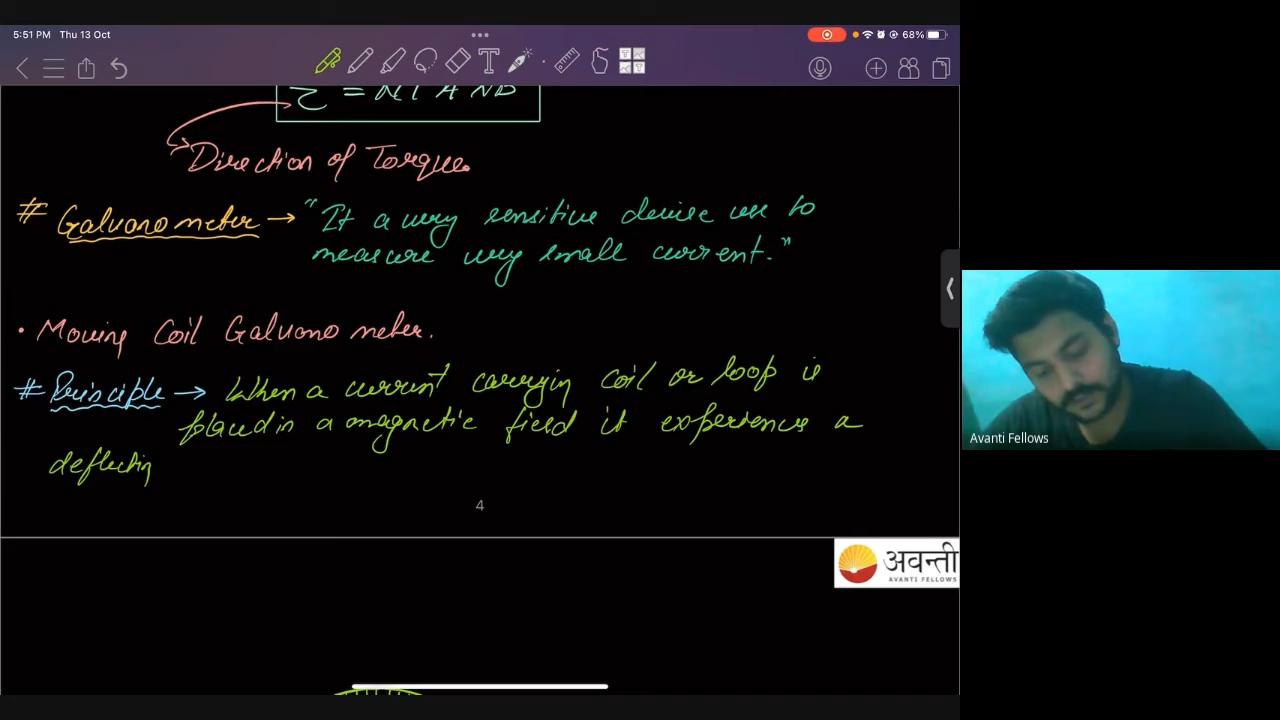 5:51 PM Thu 13 Oct
68%
Direction of Torque.
# Galvanometer → "It a very sensitive device use to
measure very small current."
• Moving Coil Galvanometer.
# Principle → When a current carrying coil or loop is
placed in a magnetic field it experience a
deflecting
4
अवन्ती
AVANTI FELLOWS
Avanti Fellows